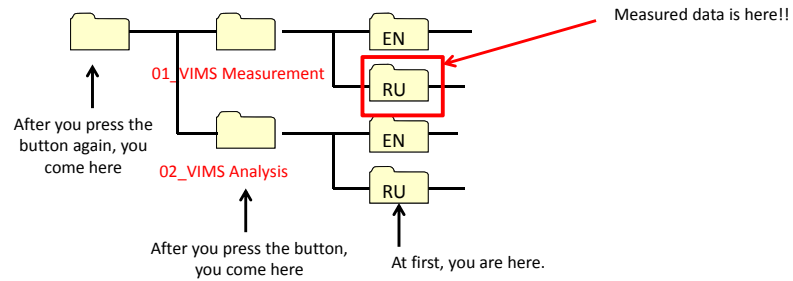 Measured data is here!!
EN
01_VIMS Measurement
RU
After you press the
button again, you
come here
EN
02_VIMS Analysis
RU
After you press the button,
you come here
At first, you are here.